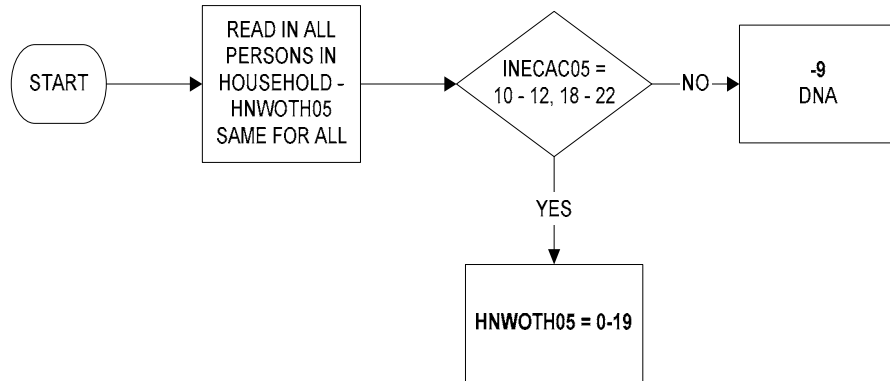 START
READ IN ALL
PERSONS IN
HOUSEHOLD -
HNWOTH05
SAME FOR ALL
INECAC05 =
10 - 12, 18 - 22
NO
-9
DNA
YES
HNWOTH05 = 0-19